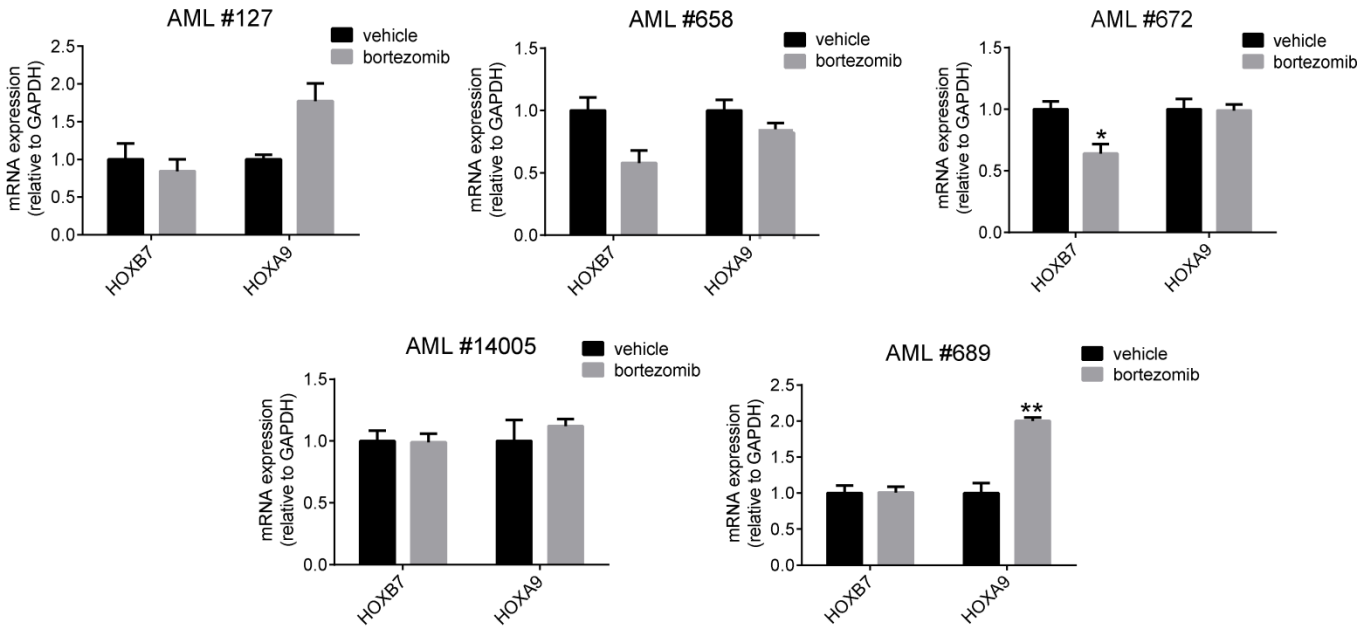 AML #127
vehicle
bortezomib
mRNA expression
(relative to GAPDH)
2.5
2.0
1.5
1.0
0.5
0.0
HOXB7
HOXA9
AML #658
vehicle
bortezomib
mRNA expression
(relative to GAPDH)
1.5
1.0
0.5
0.0
HOXB7
HOXA9
AML #672
vehicle
bortezomib
mRNA expression
(relative to GAPDH)
1.5
1.0
0.5
0.0
*
HOXB7
HOXA9
AML #14005
vehicle
bortezomib
mRNA expression
(relative to GAPDH)
1.5
1.0
0.5
0.0
HOXB7
HOXA9
AML #689
vehicle
bortezomib
mRNA expression
(relative to GAPDH)
2.5
2.0
1.5
1.0
0.5
0.0
**
HOXB7
HOXA9